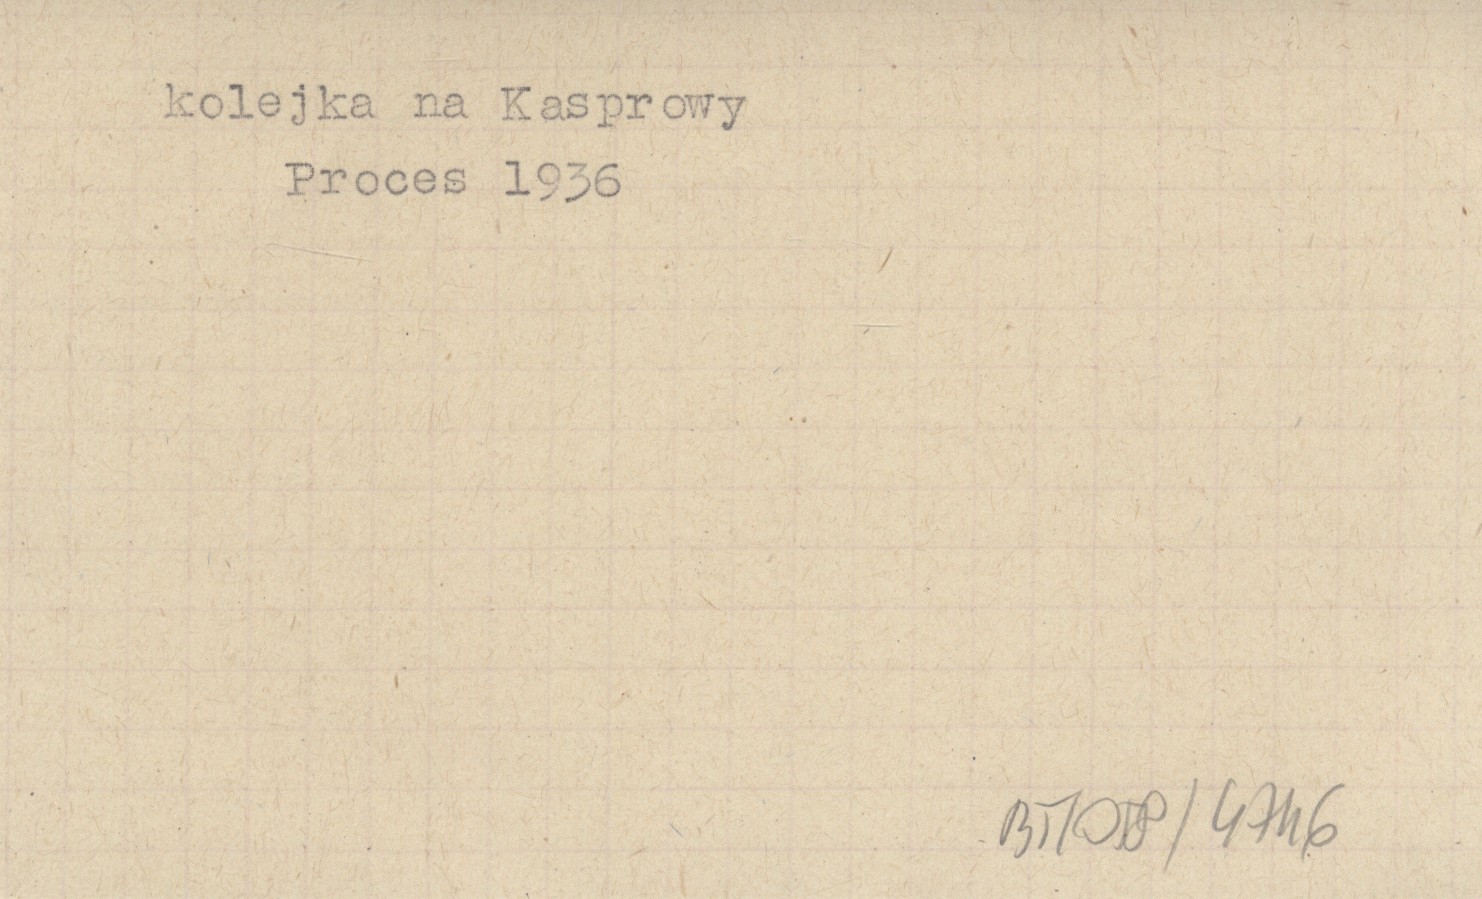 kolejka na Kasprowy
Proces 1936